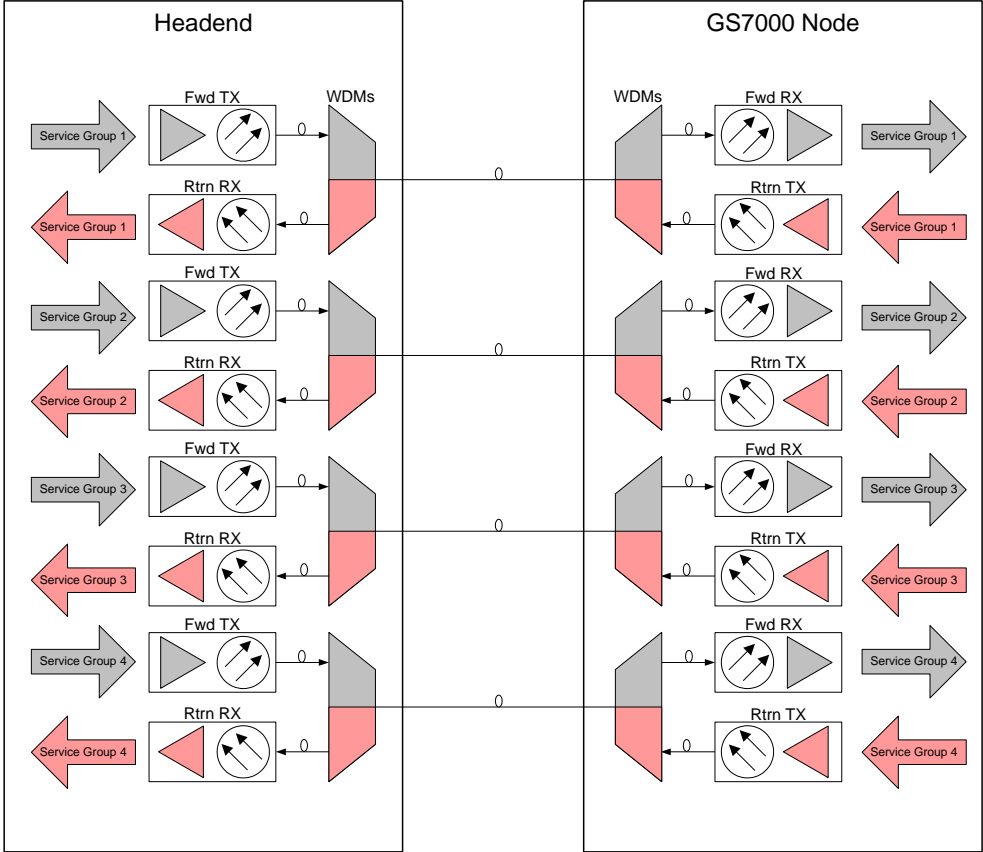 Headend
GS7000 Node
Fwd TX
WDMs
WDMs
Fwd RX
Service Group 1
Service Group 1
Rtrn RX
Rtrn TX
Service Group 1
Service Group 1
Fwd TX
Fwd RX
Service Group 2
Service Group 2
Rtrn RX
Rtrn TX
Service Group 2
Service Group 2
Fwd TX
Fwd RX
Service Group 3
Service Group 3
Rtrn RX
Rtrn TX
Service Group 3
Service Group 3
Fwd TX
Fwd RX
Service Group 4
Service Group 4
Rtrn RX
Rtrn TX
Service Group 4
Service Group 4